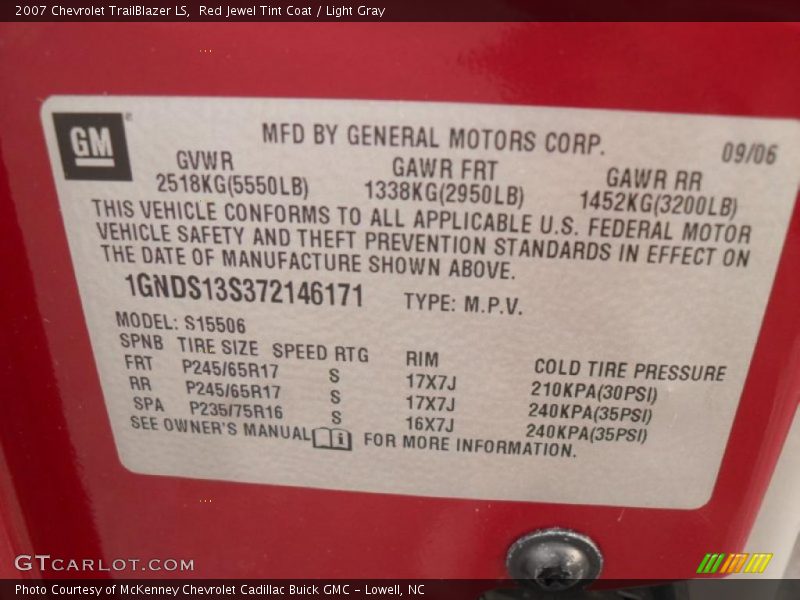 2007 Chevrolet TrailBlazer LS,  Red Jewel Tint Coat / Light Gray
GM
MFD BY GENERAL MOTORS CORP.
09/06
GVWR GAWR FRT GAWR RR
2518KG(5550LB) 1338KG(2950LB) 1452KG(3200LB)
THIS VEHICLE CONFORMS TO ALL APPLICABLE U.S. FEDERAL MOTOR
VEHICLE SAFETY AND THEFT PREVENTION STANDARDS IN EFFECT ON
THE DATE OF MANUFACTURE SHOWN ABOVE.
1GNDS13S372146171 TYPE: M.P.V.
MODEL: S15506
SPNB TIRE SIZE SPEED RTG RIM COLD TIRE PRESSURE
FRT P245/65R17 S 17X7J 210KPA(30PSI)
RR P245/65R17 S 17X7J 240KPA(35PSI)
SPA P235/75R16 S 16X7J 240KPA(35PSI)
SEE OWNER'S MANUAL i FOR MORE INFORMATION.
GTCARLOT.COM
Photo Courtesy of McKenney Chevrolet Cadillac Buick GMC - Lowell, NC